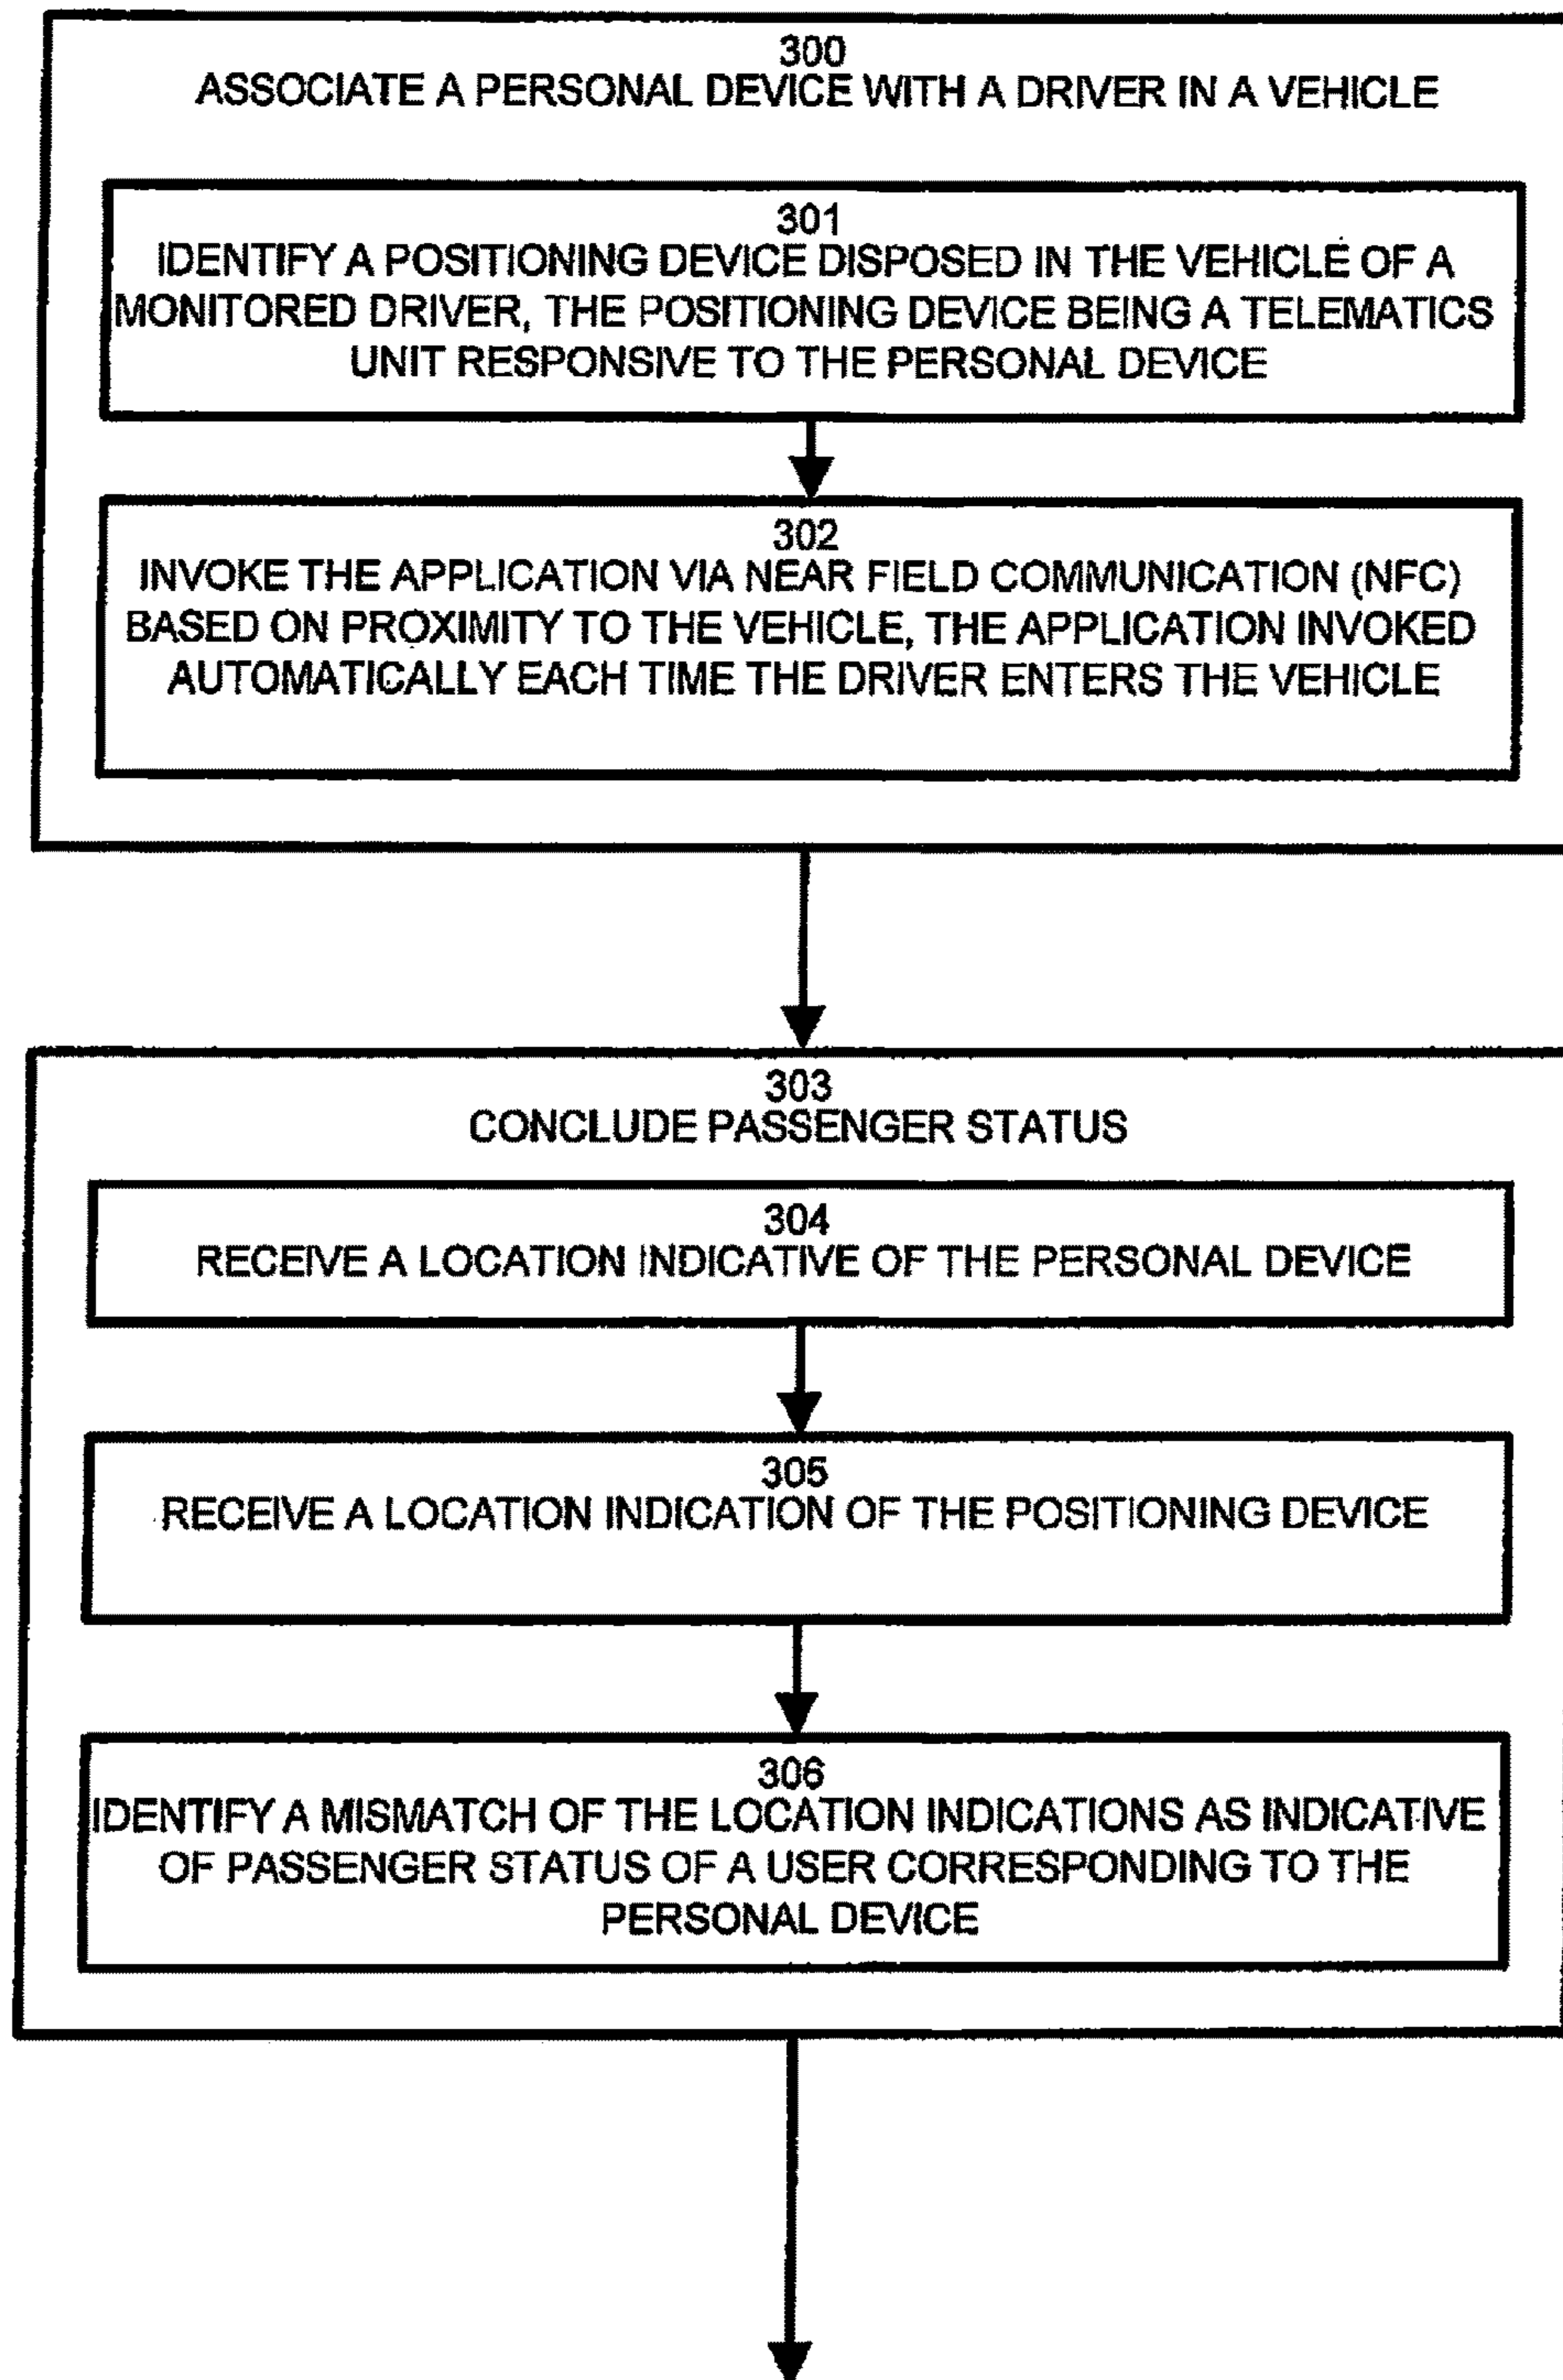 300
ASSOCIATE A PERSONAL DEVICE WITH A DRIVER IN A VEHICLE
301
IDENTIFY A POSITIONING DEVICE DISPOSED IN THE VEHICLE OF A
MONITORED DRIVER, THE POSITIONING DEVICE BEING A TELEMATICS
UNIT RESPONSIVE TO THE PERSONAL DEVICE
302
INVOKE THE APPLICATION VIA NEAR FIELD COMMUNICATION (NFC)
BASED ON PROXIMITY TO THE VEHICLE, THE APPLICATION INVOKED
AUTOMATICALLY EACH TIME THE DRIVER ENTERS THE VEHICLE
303
CONCLUDE PASSENGER STATUS
304
RECEIVE A LOCATION INDICATIVE OF THE PERSONAL DEVICE
305
RECEIVE A LOCATION INDICATION OF THE POSITIONING DEVICE
306
IDENTIFY A MISMATCH OF THE LOCATION INDICATIONS AS INDICATIVE
OF PASSENGER STATUS OF A USER CORRESPONDING TO THE
PERSONAL DEVICE